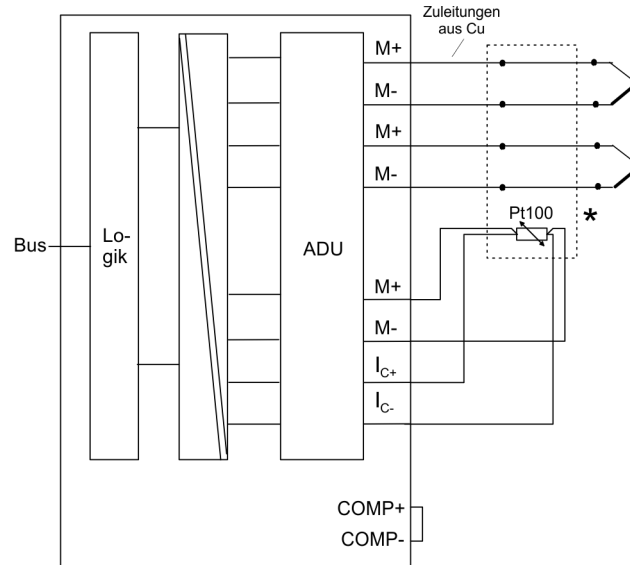 Zuleitungen
aus Cu
M+
M-
M+
M-
Pt100
*
Bus
Lo-
gik
ADU
M+
M-
IC+
IC-
COMP+
COMP-